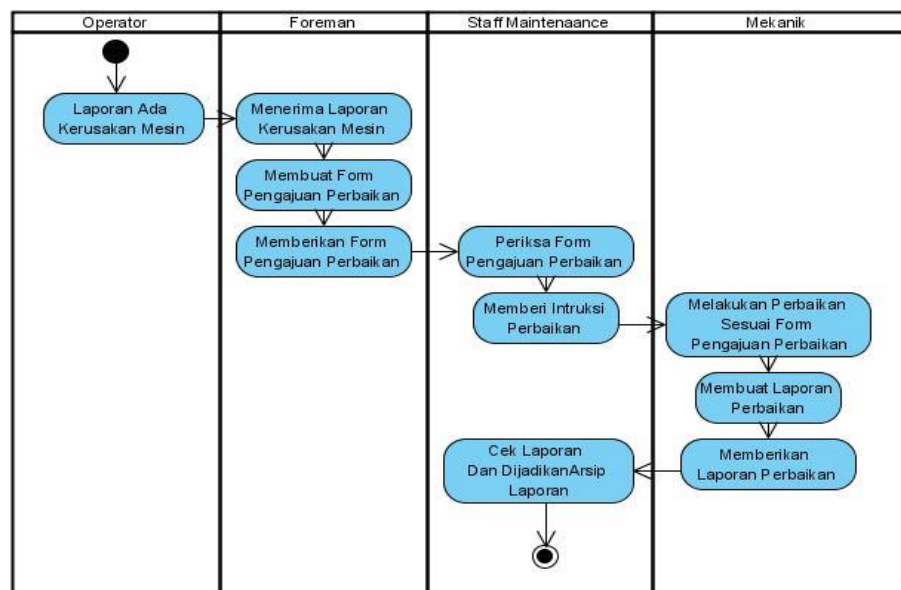 Operator
Foreman
Staff Maintenaance
Mekanik
Laporan Ada
Kerusakan Mesin
Menerima Laporan
Kerusakan Mesin
Membuat Form
Pengajuan Perbaikan
Memberikan Form
Pengajuan Perbaikan
Periksa Form
Pengajuan Perbaikan
Memberi Intruksi
Perbaikan
Melakukan Perbaikan
Sesuai Form
Pengajuan Perbaikan
Membuat Laporan
Perbaikan
Memberikan
Laporan Perbaikan
Cek Laporan
Dan DijadikanArsip
Laporan